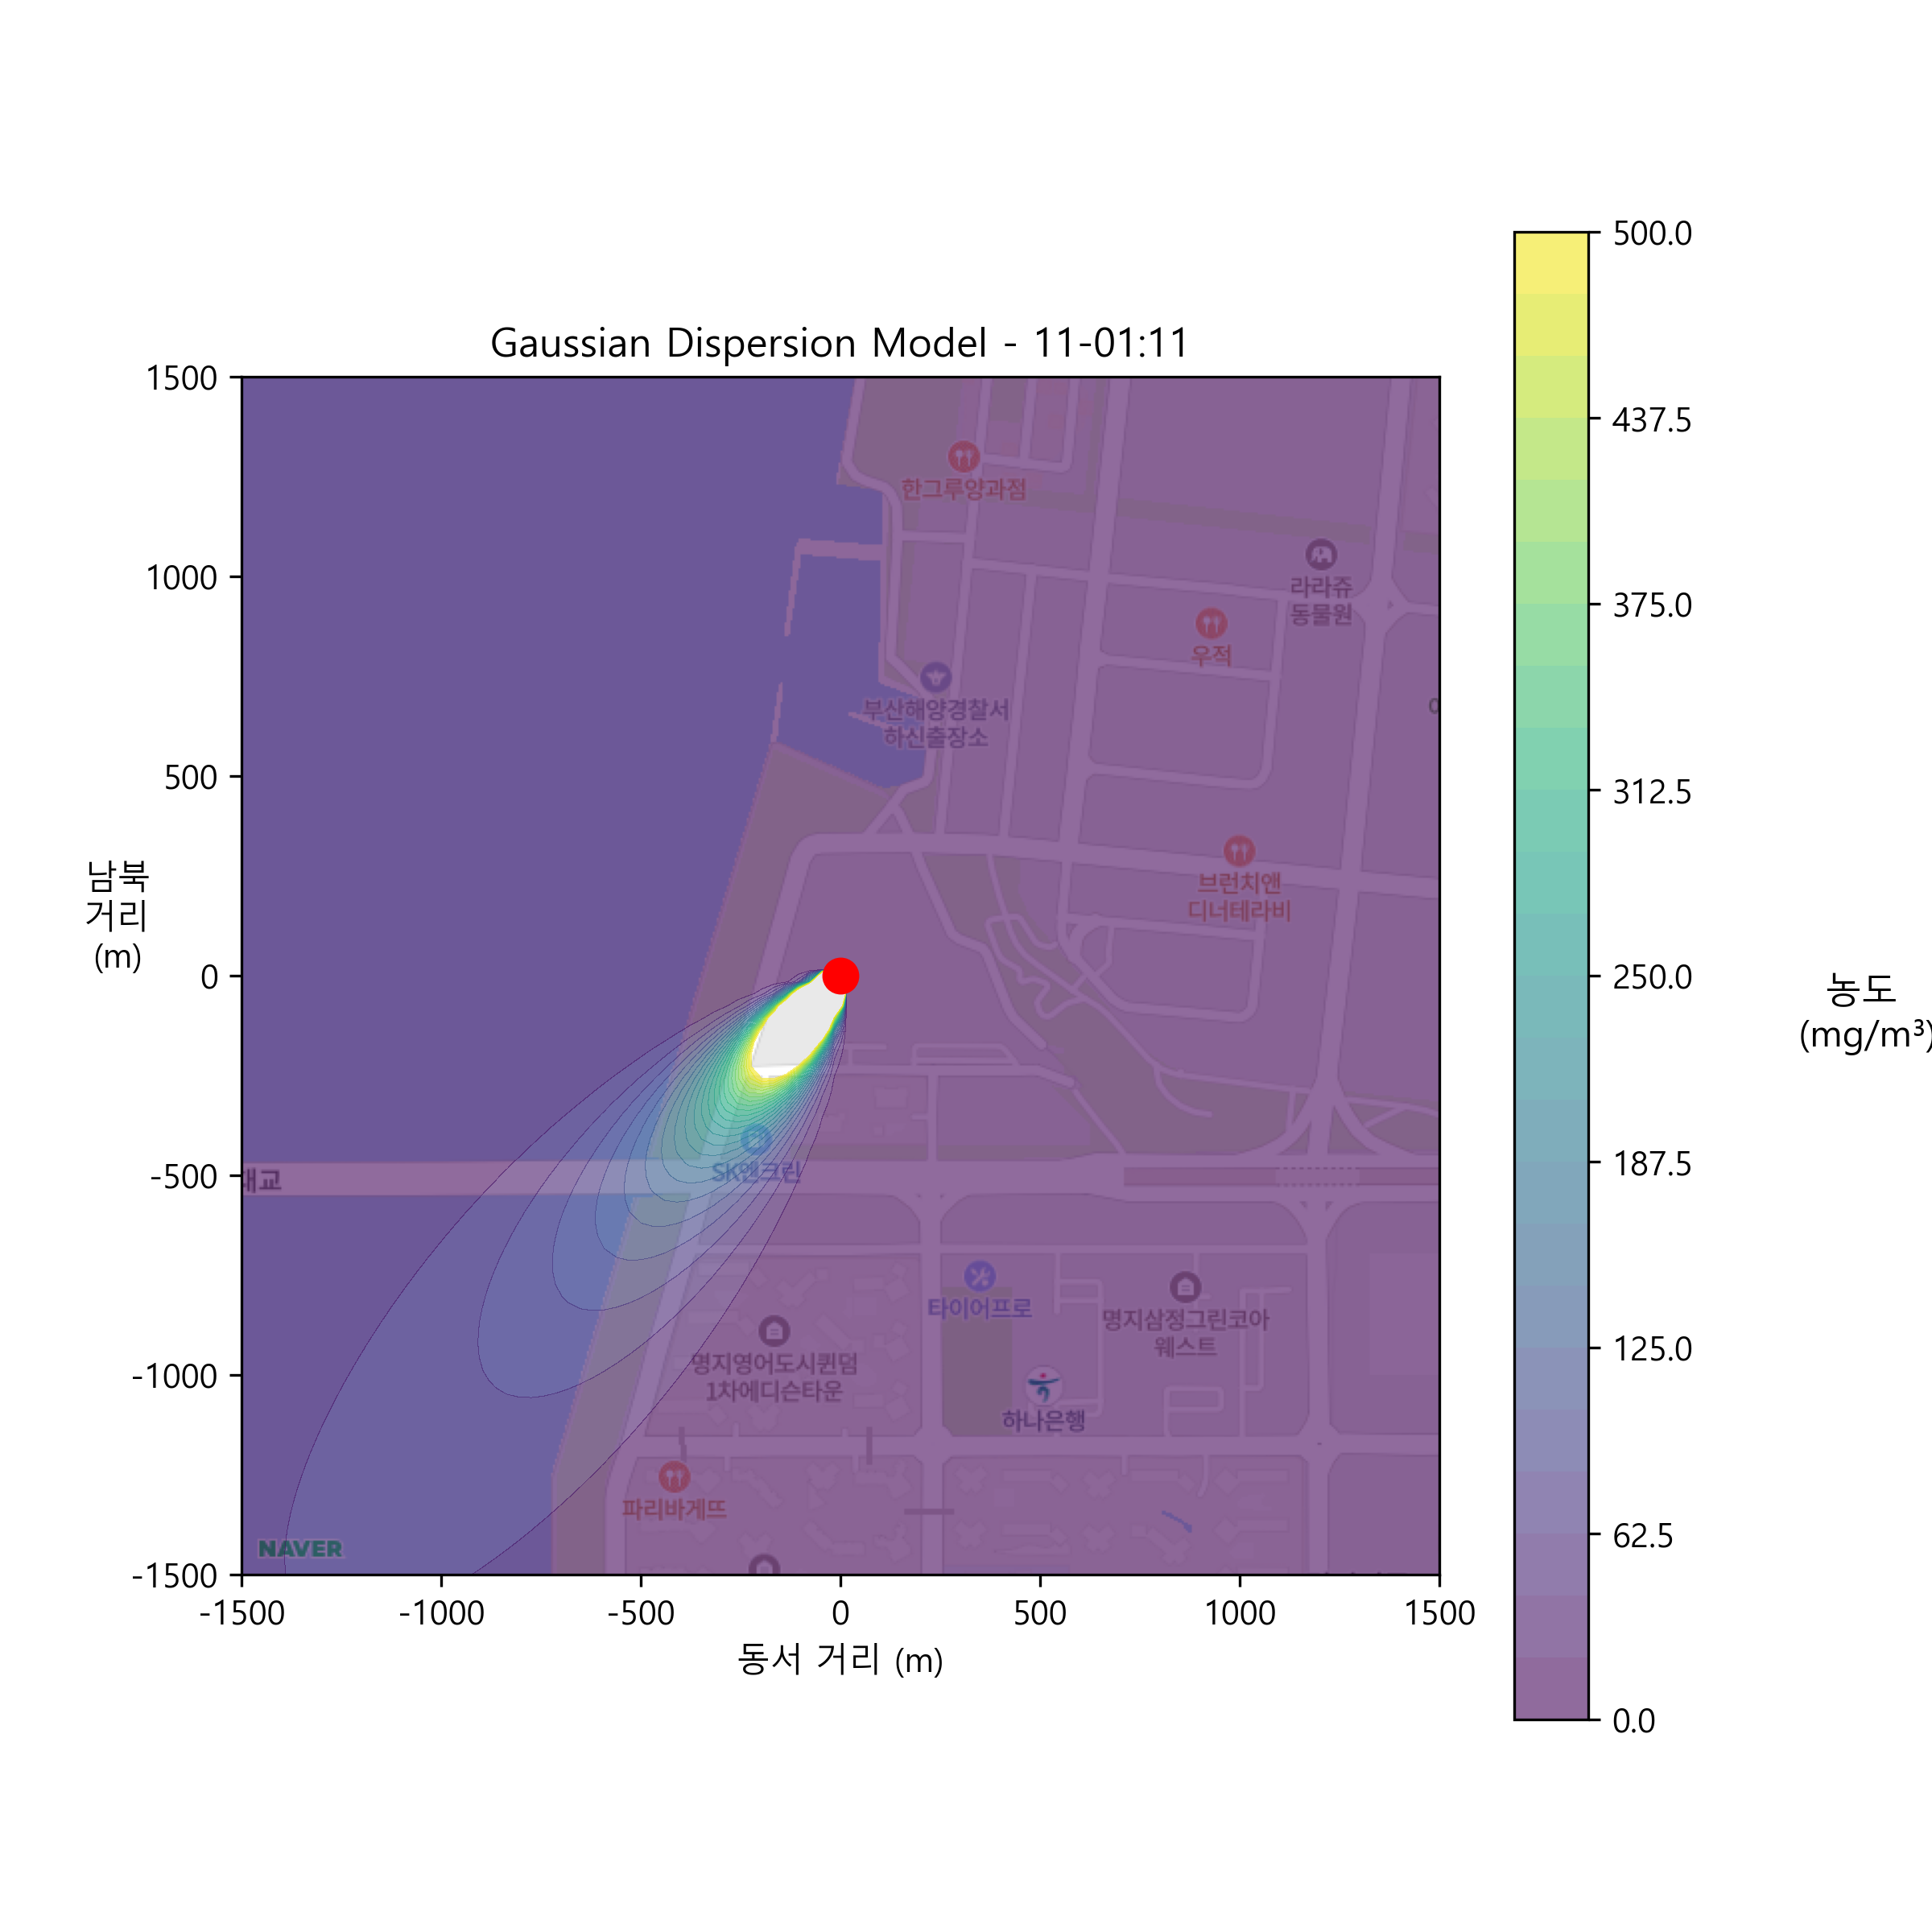 Gaussian Dispersion Model - 11-01:11
1500
1000
500
0
-500
-1000
-1500
남북
거리
(m)
한그루양과점
라라쥬
동물원
우적
부산해양경찰서
하신출장소
브런치앤
디너테라비
SK엔크린
대교
타이어프로
명지삼정그린코아
웨스트
명지영어도시퀸덤
1차에디슨타운
하나은행
파리바게뜨
NAVER
-1500
-1000
-500
0
500
1000
1500
동서 거리 (m)
500.0
437.5
375.0
312.5
250.0
187.5
125.0
62.5
0.0
농도
(mg/m³)